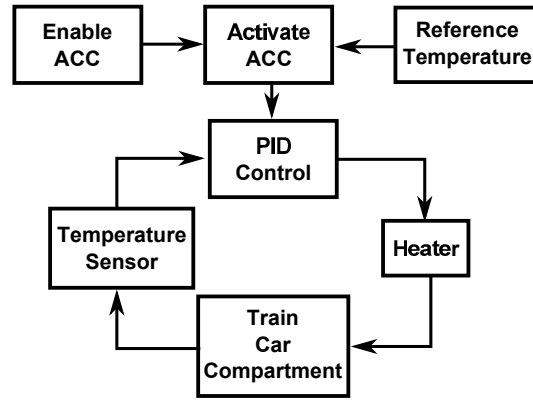 Enable
ACC
Activate
ACC
Reference
Temperature
PID
Control
Temperature
Sensor
Heater
Train
Car
Compartment